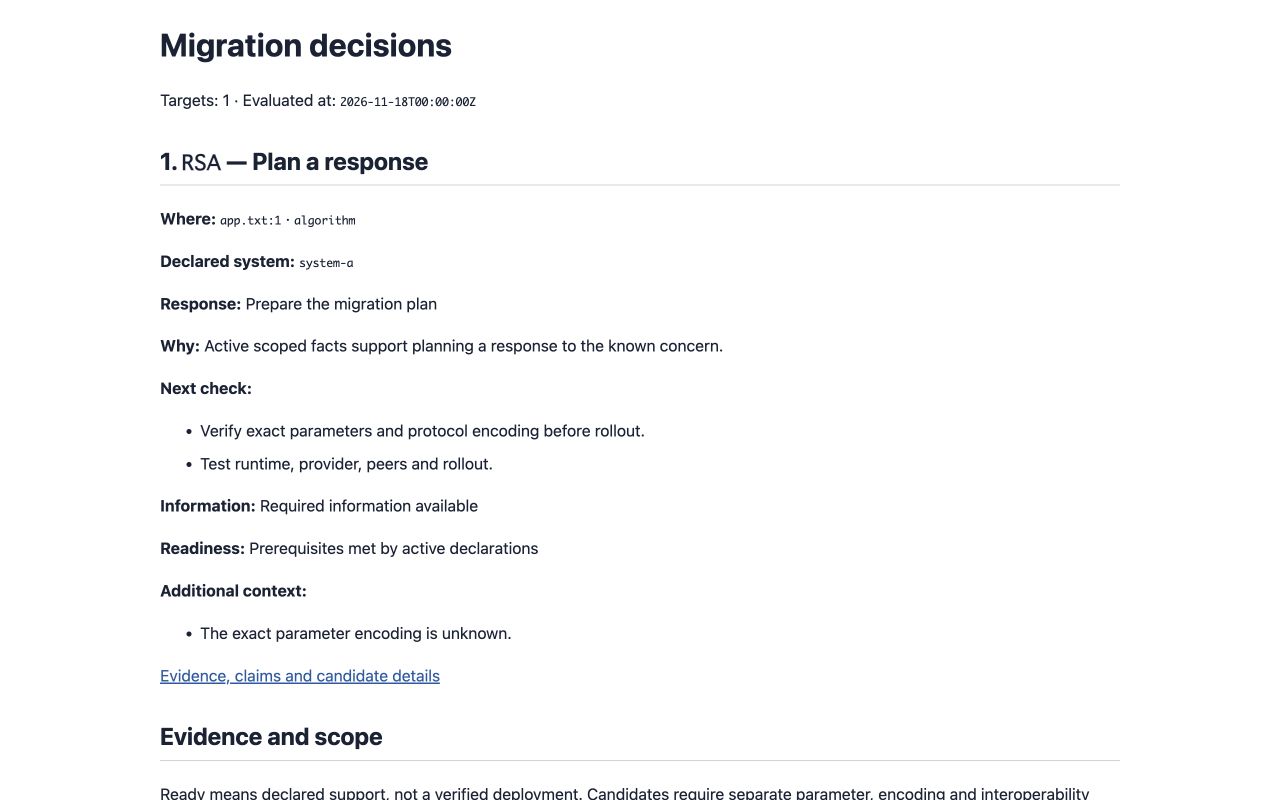 Migration decisions
Targets: 1 · Evaluated at: 2026-11-18T00:00:00Z
1. RSA — Plan a response
Where: app.txt:1 · algorithm
Declared system: system-a
Response: Prepare the migration plan
Why: Active scoped facts support planning a response to the known concern.
Next check:
• Verify exact parameters and protocol encoding before rollout.
• Test runtime, provider, peers and rollout.
Information: Required information available
Readiness: Prerequisites met by active declarations
Additional context:
• The exact parameter encoding is unknown.
Evidence, claims and candidate details
Evidence and scope
Ready means declared support, not a verified deployment. Candidates require separate parameter, encoding and interoperability